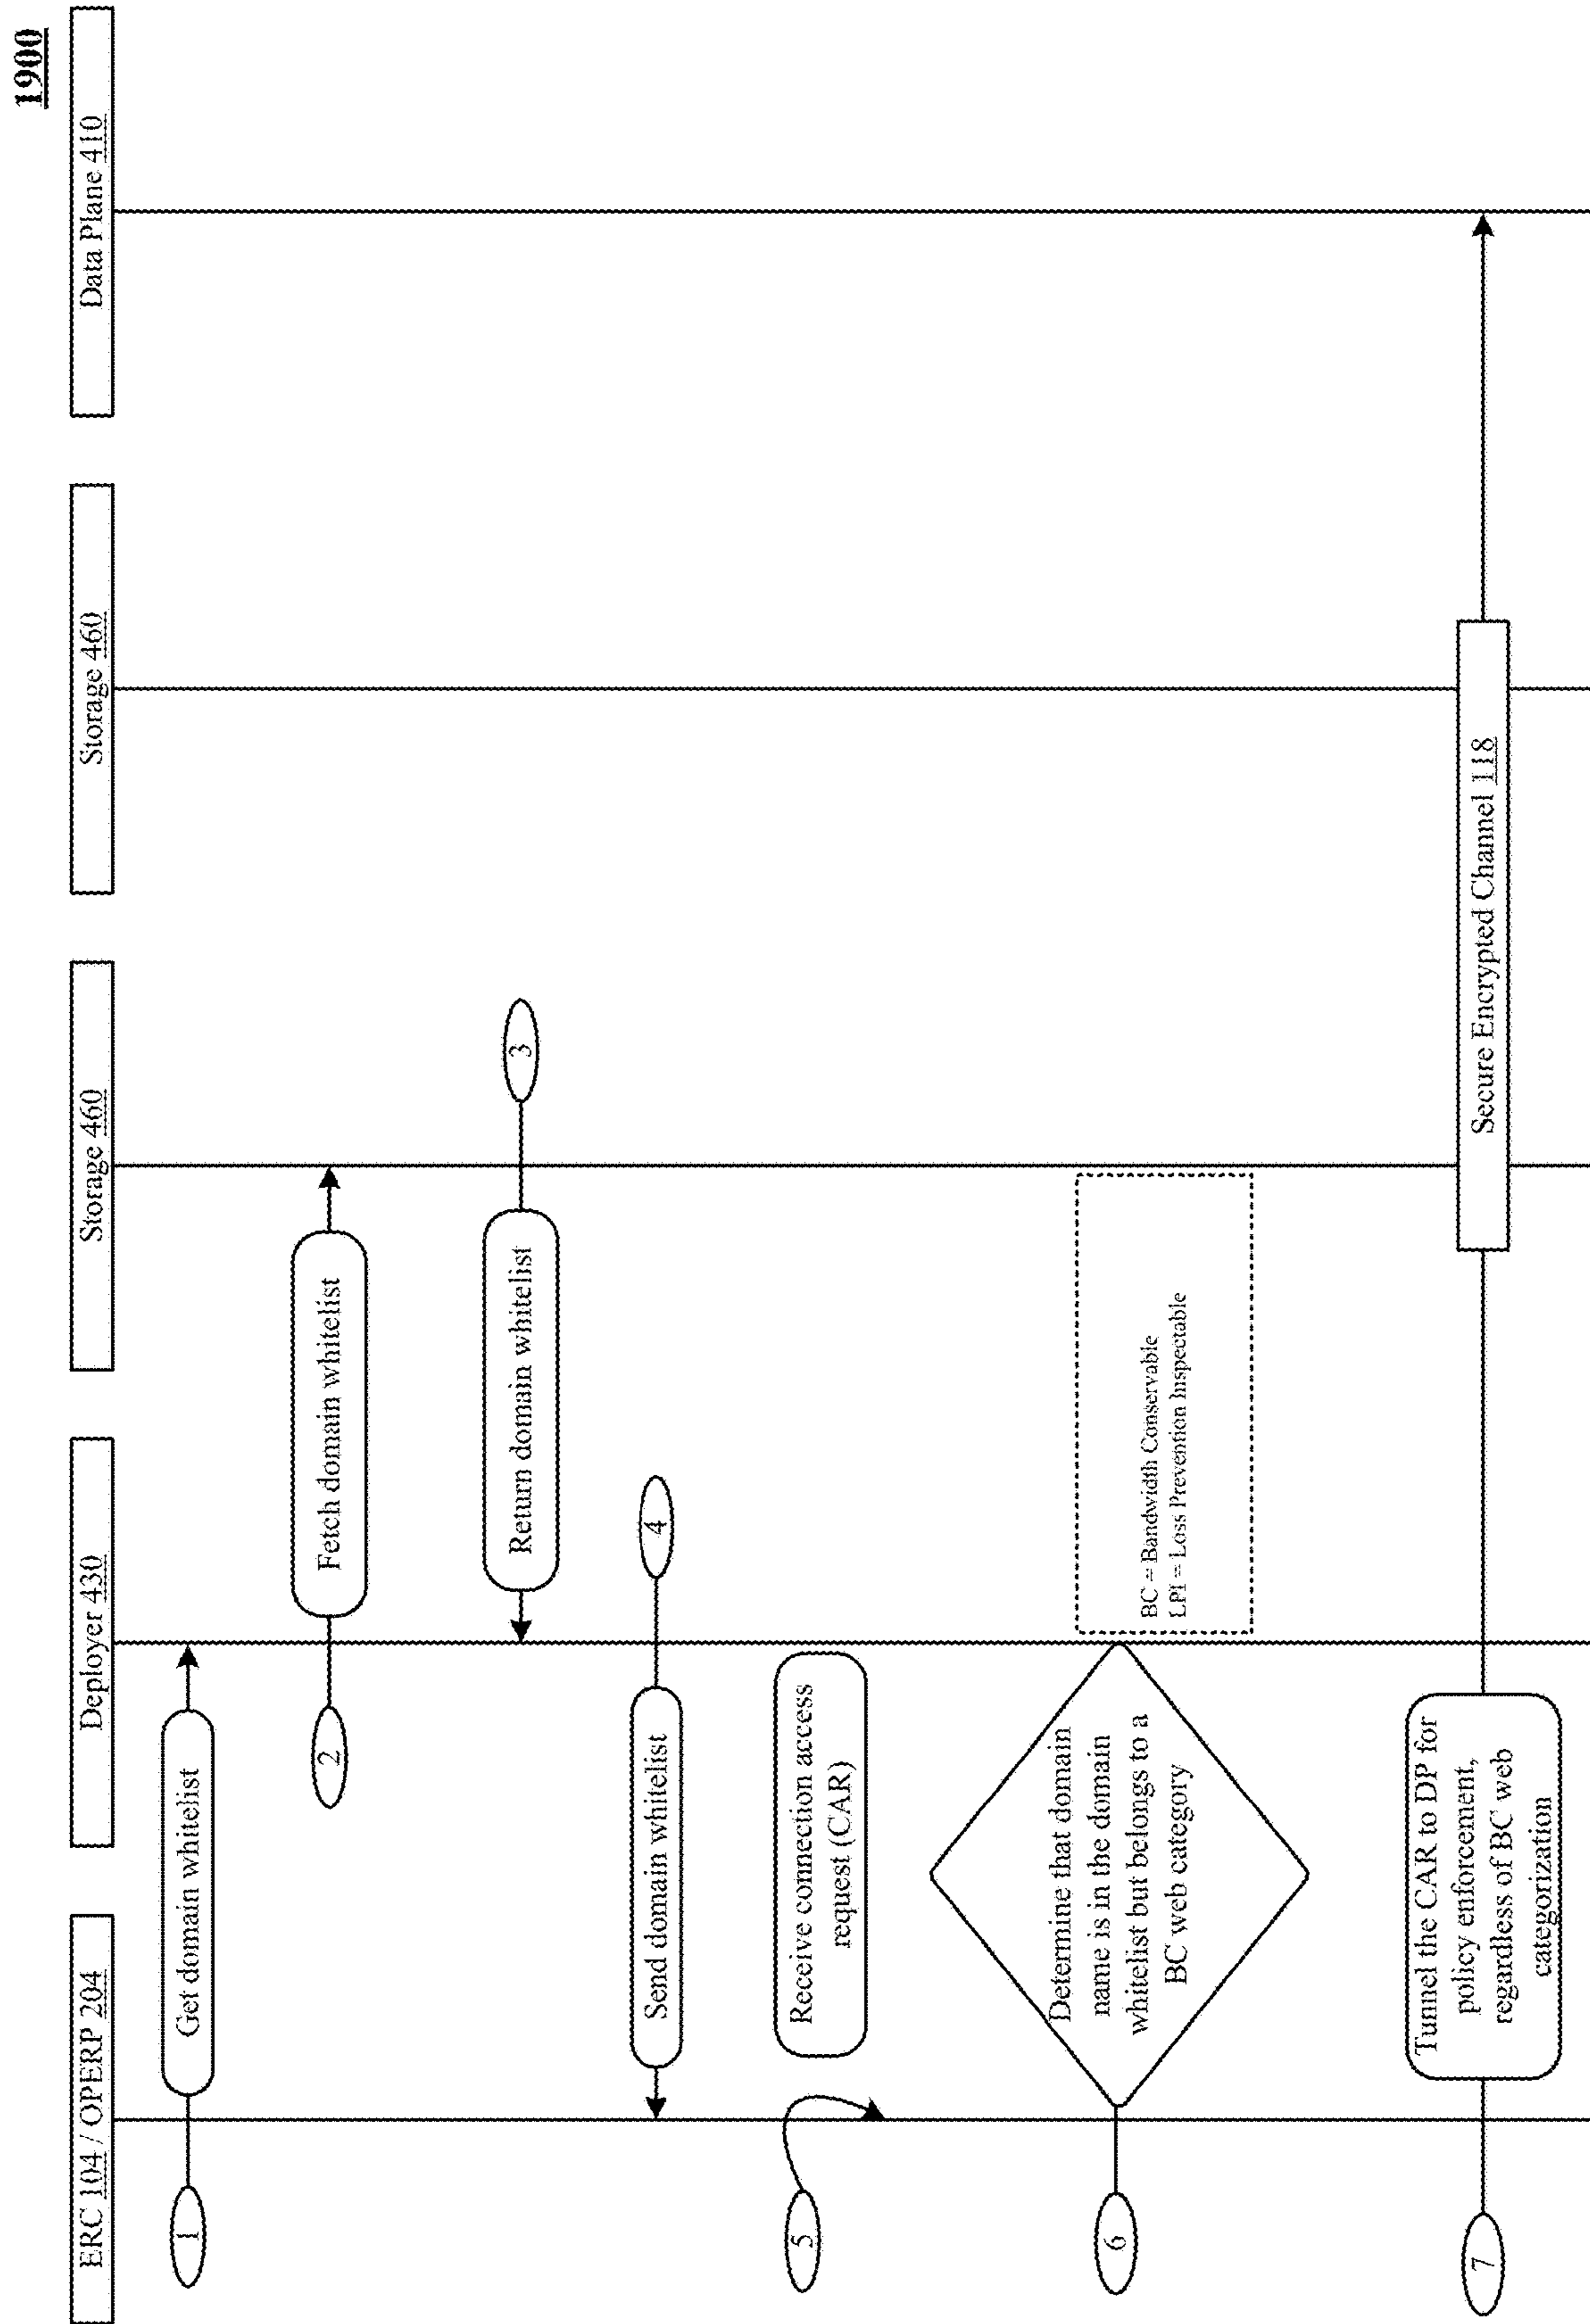 1900
ERC 104 / OPERP 204
Deployer 430
Storage 460
Storage 460
Data Plane 410
1
Get domain whitelist
2
Fetch domain whitelist
Return domain whitelist
3
Send domain whitelist
4
5
Receive connection access
request (CAR)
6
Determine that domain
name is in the domain
whitelist but belongs to a
BC web category
BC = Bandwidth Conservable
LPI = Loss Prevention Inspectable
7
Tunnel the CAR to DP for
policy enforcement,
regardless of BC web
categorization
Secure Encrypted Channel 118